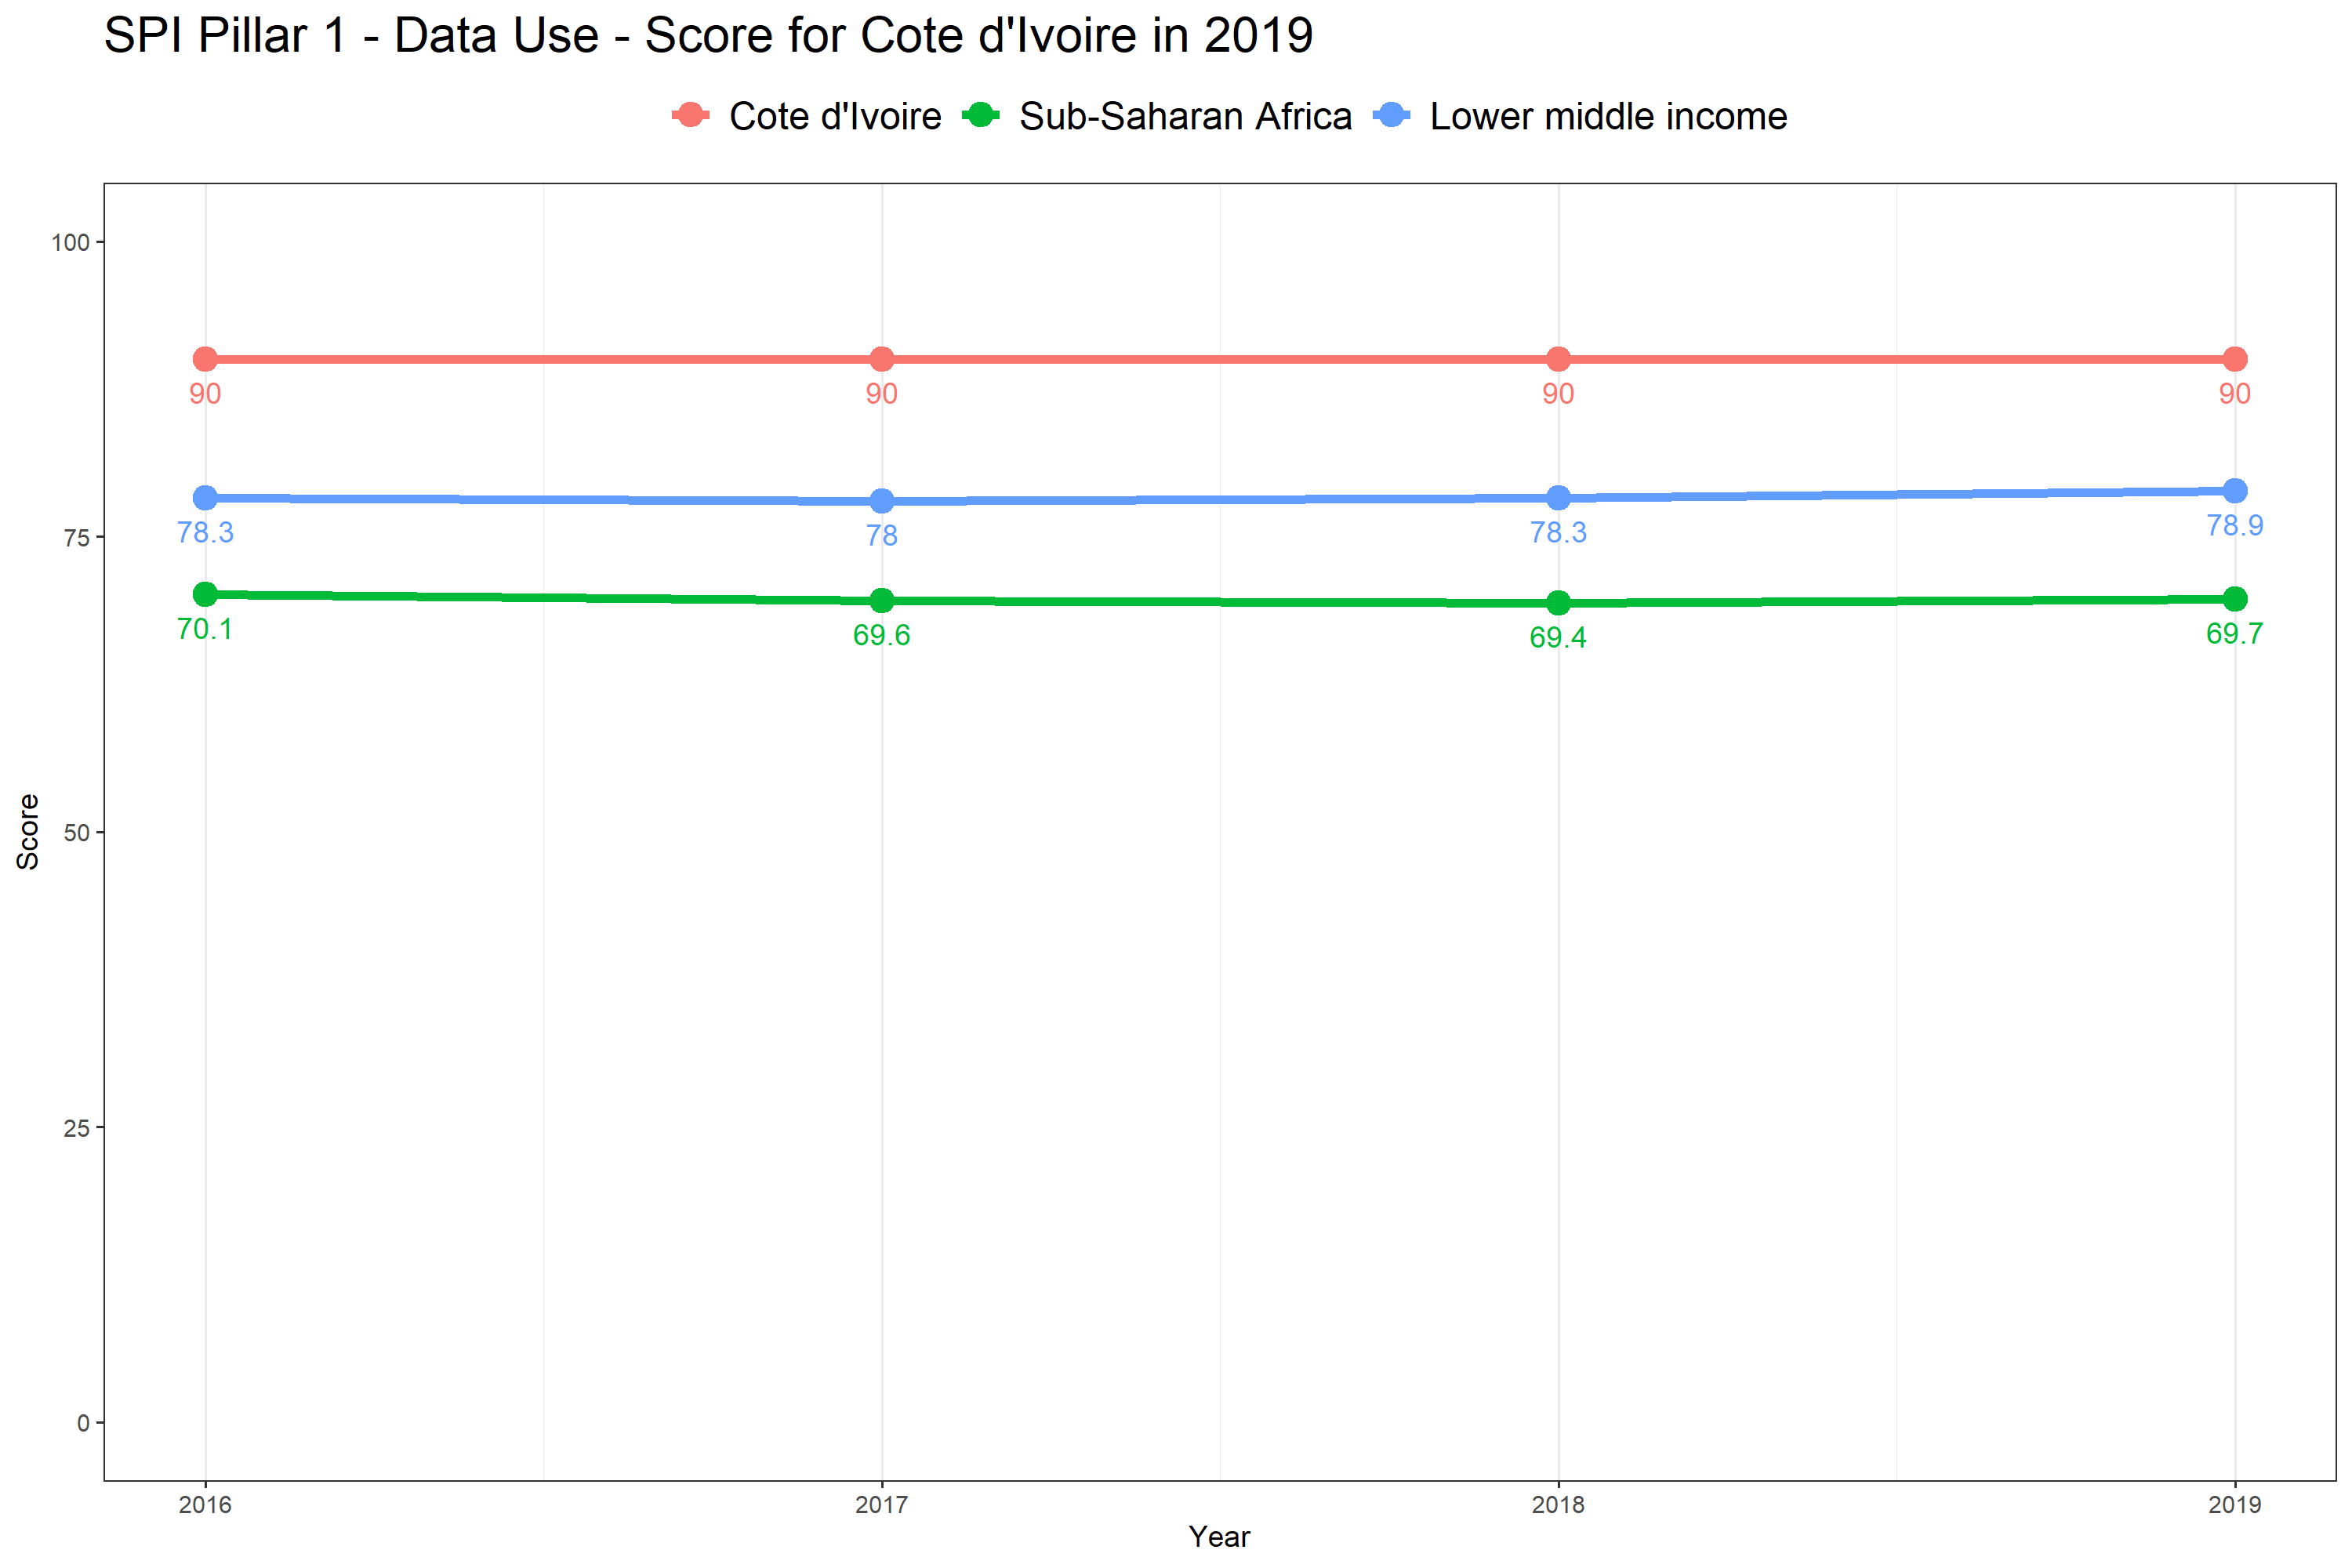 SPI Pillar 1 - Data Use - Score for Cote d'Ivoire in 2019
Cote d'Ivoire Sub-Saharan Africa Lower middle income
100
90 90 90 90
78.3 78 78.3 78.9
75
70.1 69.6 69.4 69.7
Score
50
25
0
2016 2017 2018 2019
Year